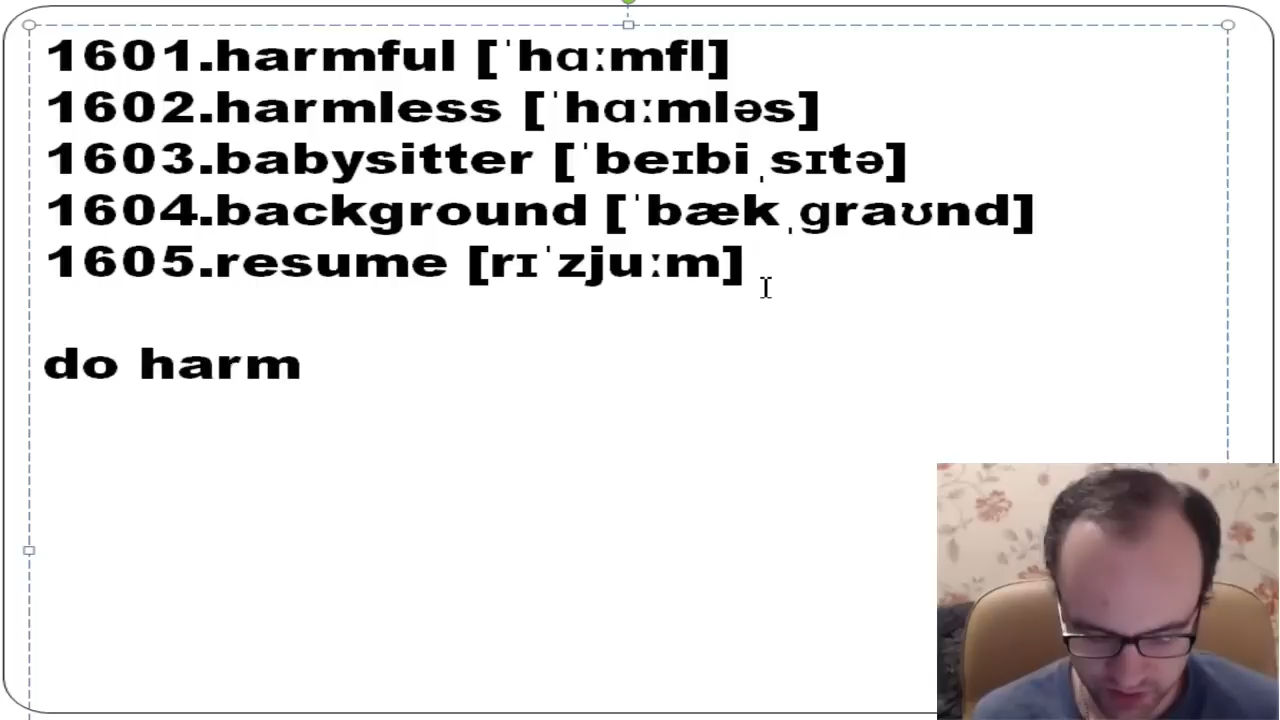 1601.harmful [ˈhɑːmfl]
1602.harmless [ˈhɑːmləs]
1603.babysitter [ˈbeɪbiˌsɪtə]
1604.background [ˈbækˌɡraʊnd]
1605.resume [rɪˈzjuːm]
do harm